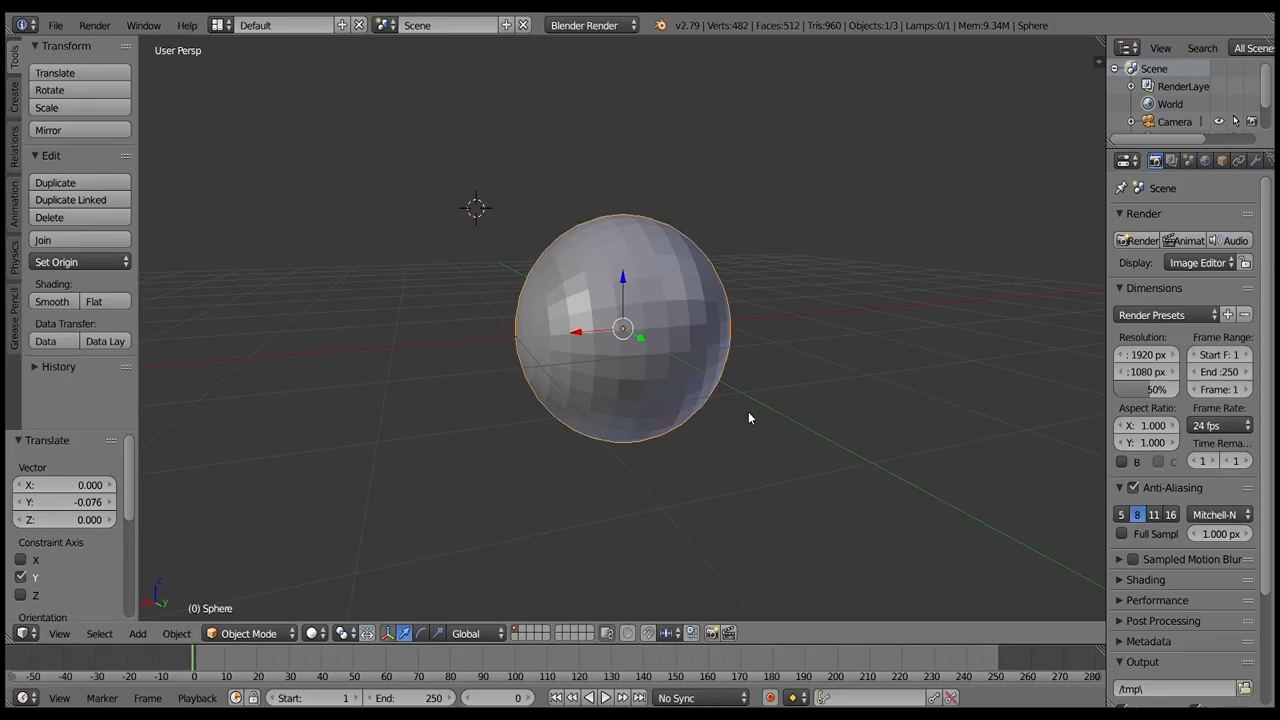 File Render Window Help Default Scene Blender Render v2.79 | Verts:482 | Faces:512 | Tris:960 | Objects:1/3 | Lamps:0/1 | Mem:9.34M | Sphere
Tools
Create
Relations
Animation
Physics
Grease Pencil
Transform
Translate
Rotate
Scale
Mirror
Edit
Duplicate
Duplicate Linked
Delete
Join
Set Origin
Shading:
Smooth Flat
Data Transfer:
Data Data Lay
History
Translate
Vector
X: 0.000
Y: -0.076
Z: 0.000
Constraint Axis
X
Y
Z
Orientation
User Persp
(0) Sphere
View Select Add Object Object Mode Global
View Search All Scene
Scene
RenderLaye
World
Camera
Scene
Render
Render Animat Audio
Display: Image Editor
Dimensions
Render Presets
Resolution: Frame Range:
: 1920 px Start F: 1
: 1080 px End :250
50% Frame: 1
Aspect Ratio: Frame Rate:
X: 1.000 24 fps
Y: 1.000 Time Rema...
B C 1 1
Anti-Aliasing
5 8 11 16 Mitchell-N
Full Sampl 1.000 px
Sampled Motion Blur
Shading
Performance
Post Processing
Metadata
Output
/tmp\
-50 -40 -30 -20 -10 0 10 20 30 40 50 60 70 80 90 100 110 120 130 140 150 160 170 180 190 200 210 220 230 240 250 260 270 280
View Marker Frame Playback Start: 1 End: 250 0 No Sync